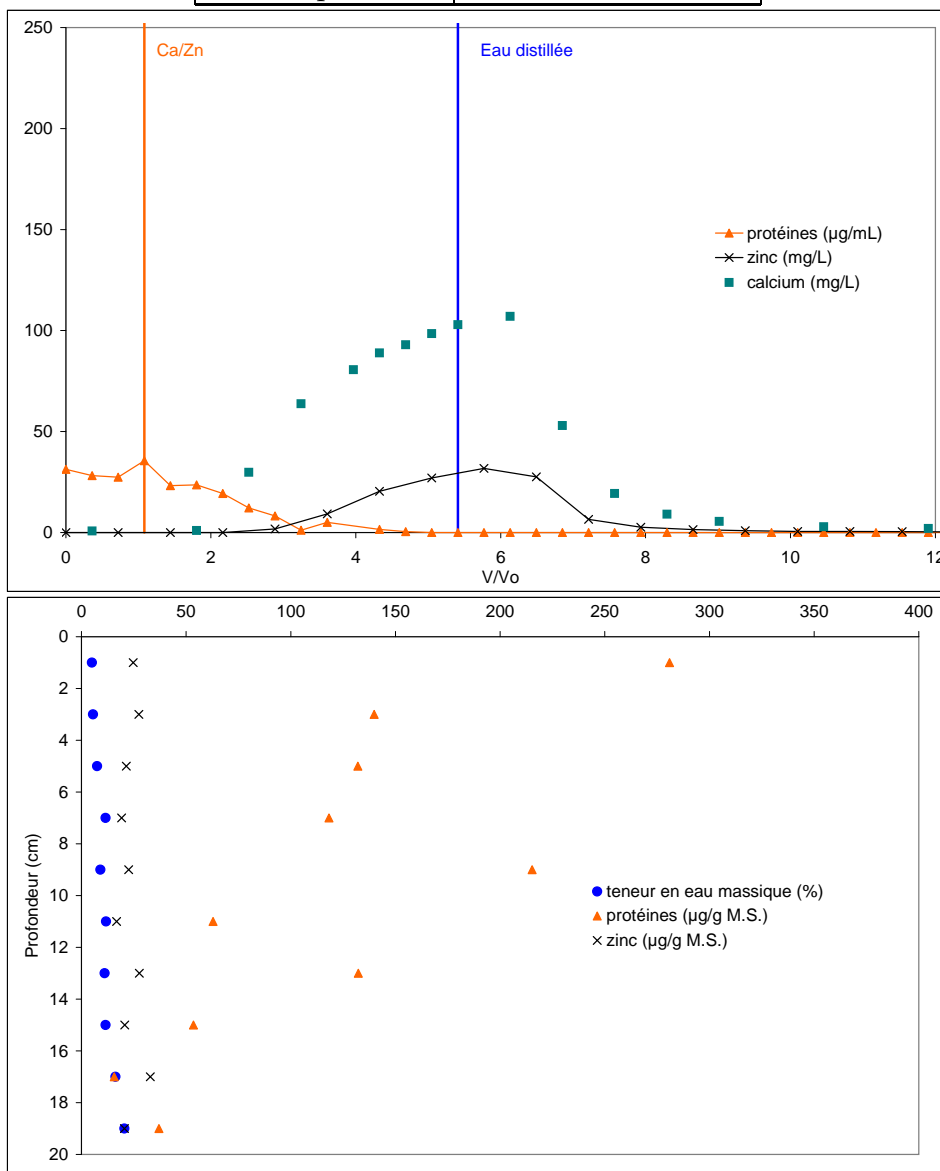 250
Ca/Zn
Eau distillée
200
150
protéines (µg/mL)
zinc (mg/L)
calcium (mg/L)
100
50
0
0 2 4 6 8 10 12
V/Vo
0 50 100 150 200 250 300 350 400
0
2
4
6
8
Profondeur (cm)
10
teneur en eau massique (%)
protéines (µg/g M.S.)
zinc (µg/g M.S.)
12
14
16
18
20